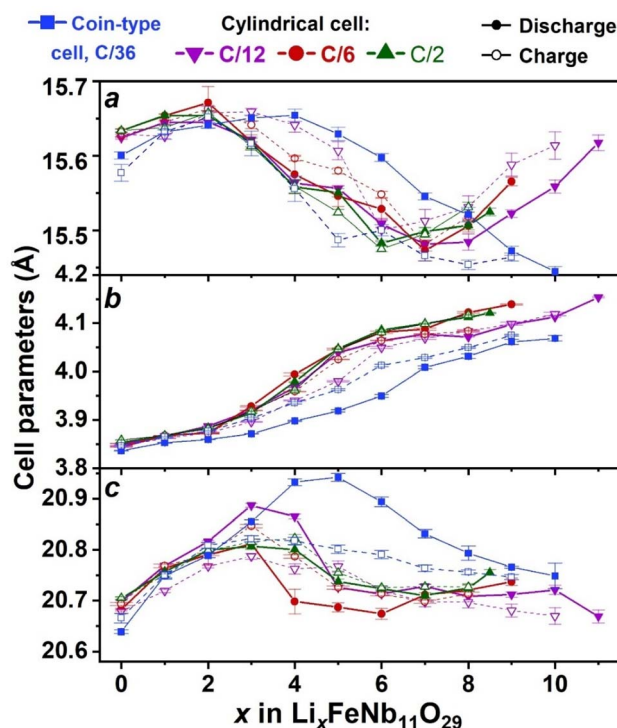 Coin-type cell, C/36
Cylindrical cell:
C/12 C/6 C/2
Discharge
Charge
Cell parameters (Å)
a
15.7
15.6
15.5
4.2
b
4.1
4.0
3.9
3.8
c
20.9
20.8
20.7
20.6
0 2 4 6 8 10
x in LiₓFeNb₁₁O₂₉